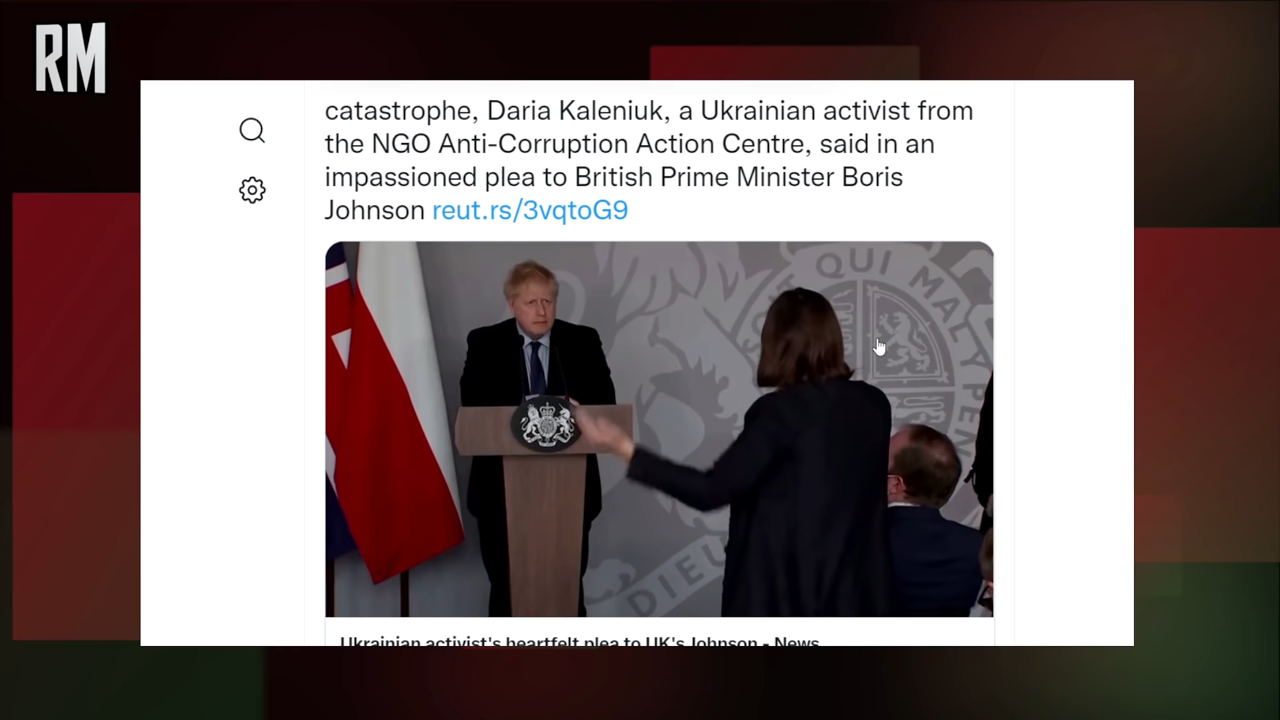 RM
catastrophe, Daria Kaleniuk, a Ukrainian activist from
the NGO Anti-Corruption Action Centre, said in an
impassioned plea to British Prime Minister Boris
Johnson reut.rs/3vqtoG9
QUI MAL Y PEN
DIEU
Ukrainian activist's heartfelt plea to UK's Johnson - News